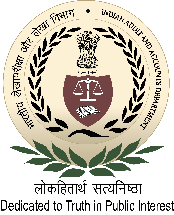 भारतीय लेखापरीक्षा और लेखा विभाग
INDIAN AUDIT AND ACCOUNTS DEPARTMENT
लोकहितार्थ सत्यनिष्ठा
Dedicated to Truth in Public Interest